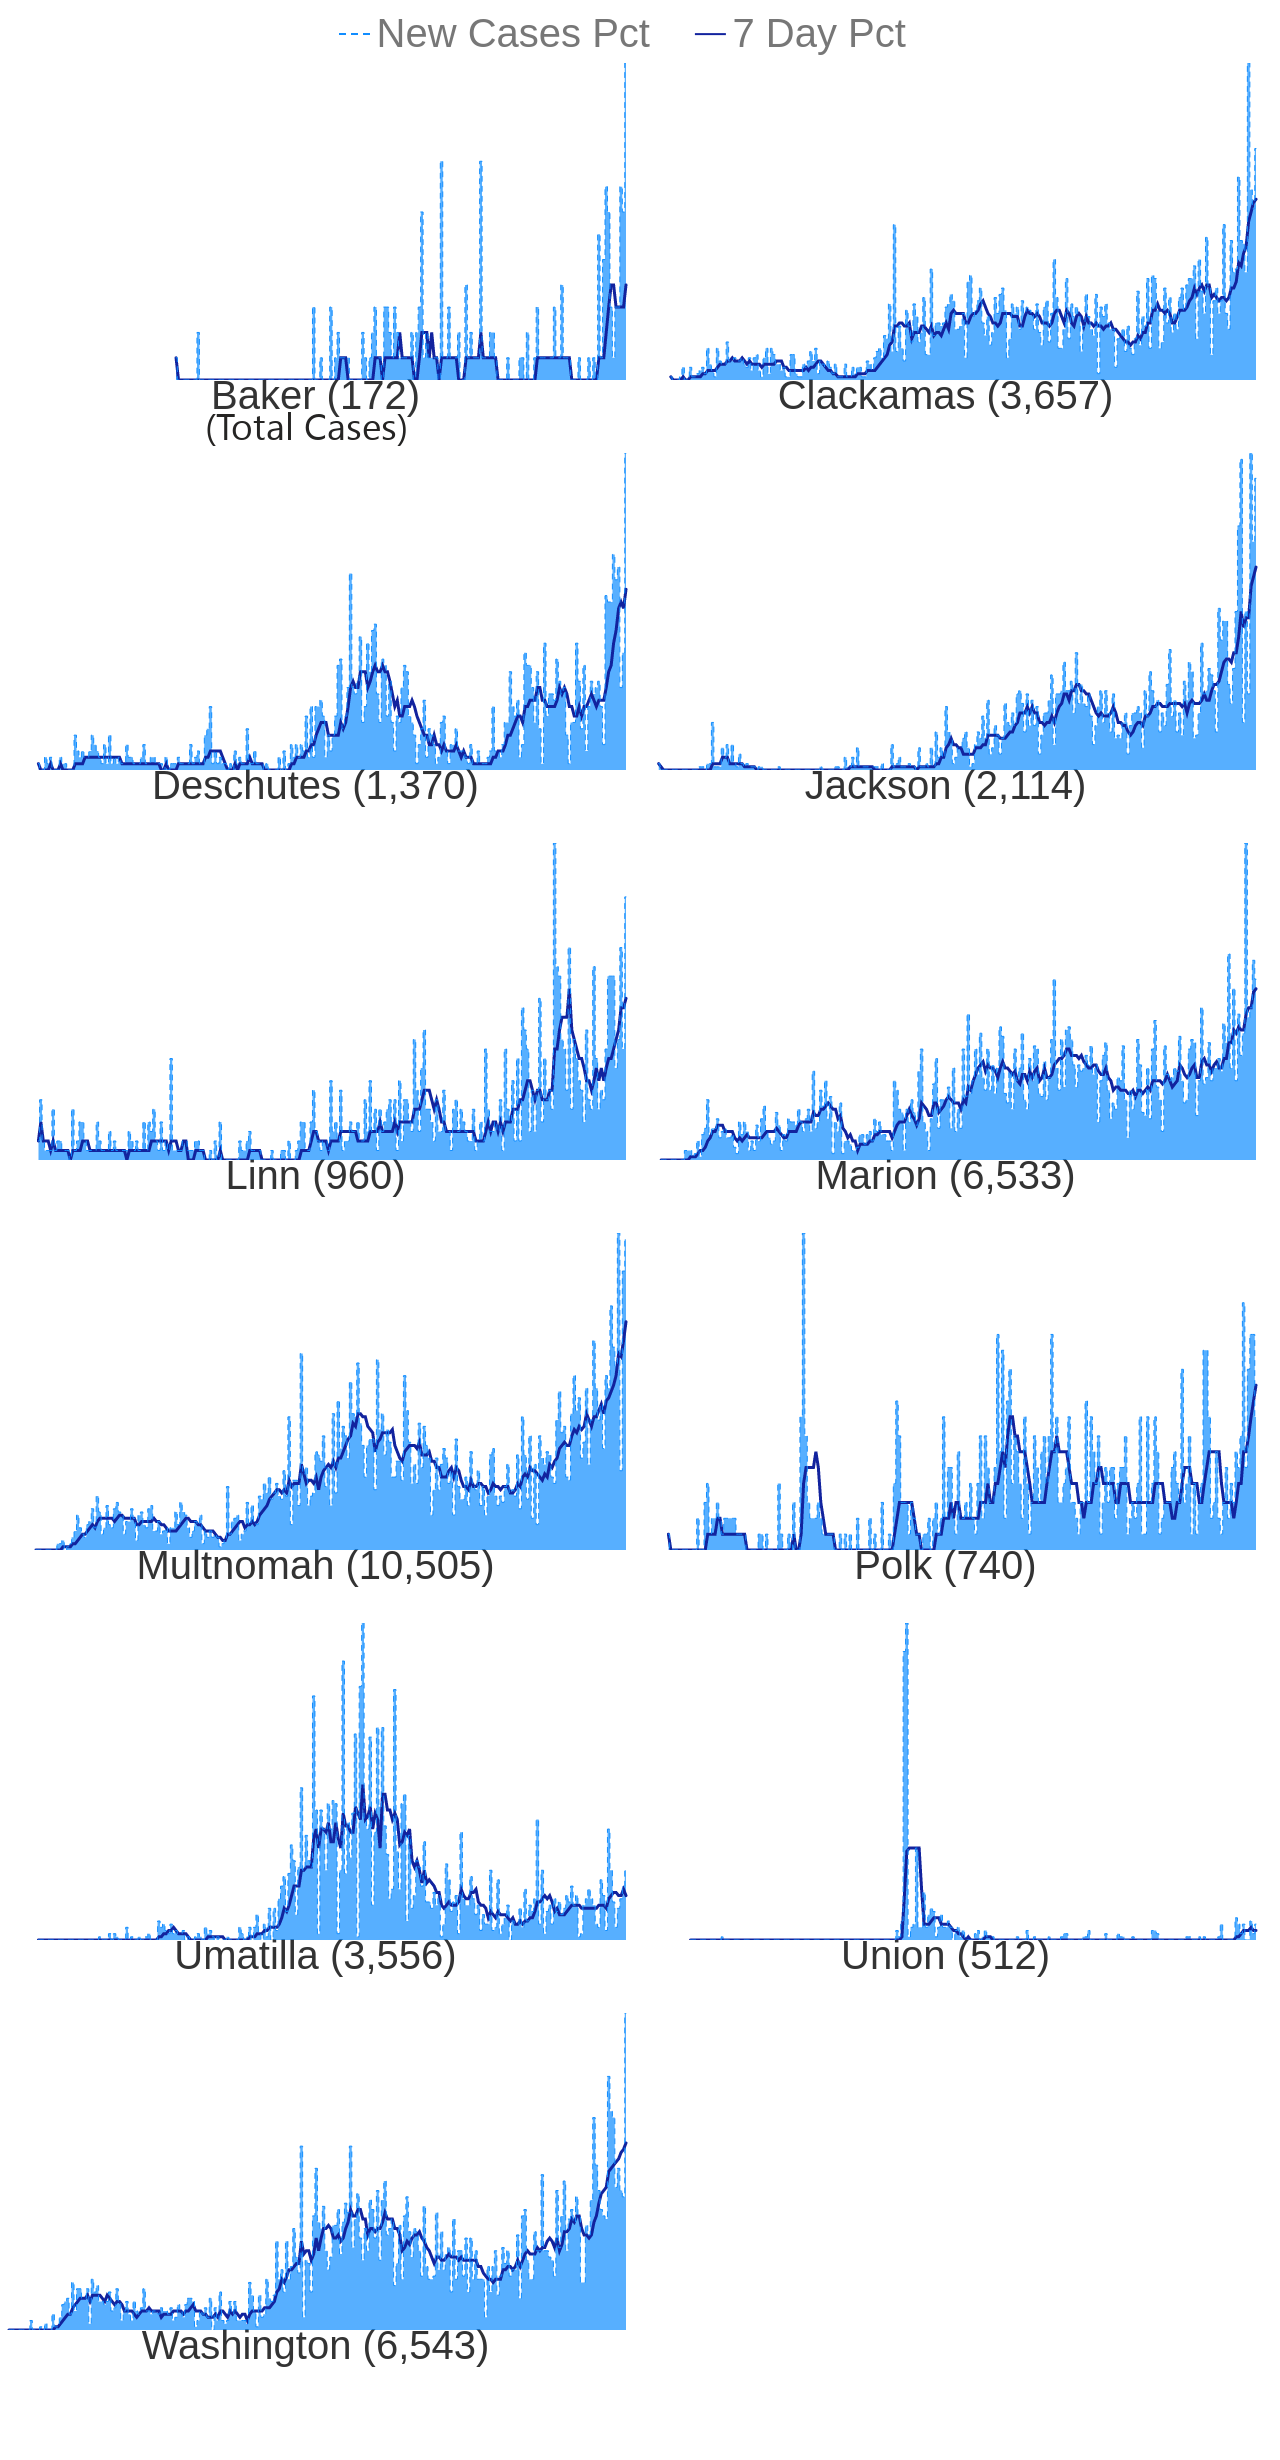 New Cases Pct 7 Day Pct
Baker (172) Clackamas (3,657)
(Total Cases)
Deschutes (1,370) Jackson (2,114)
Linn (960) Marion (6,533)
Multnomah (10,505) Polk (740)
Umatilla (3,556) Union (512)
Washington (6,543)